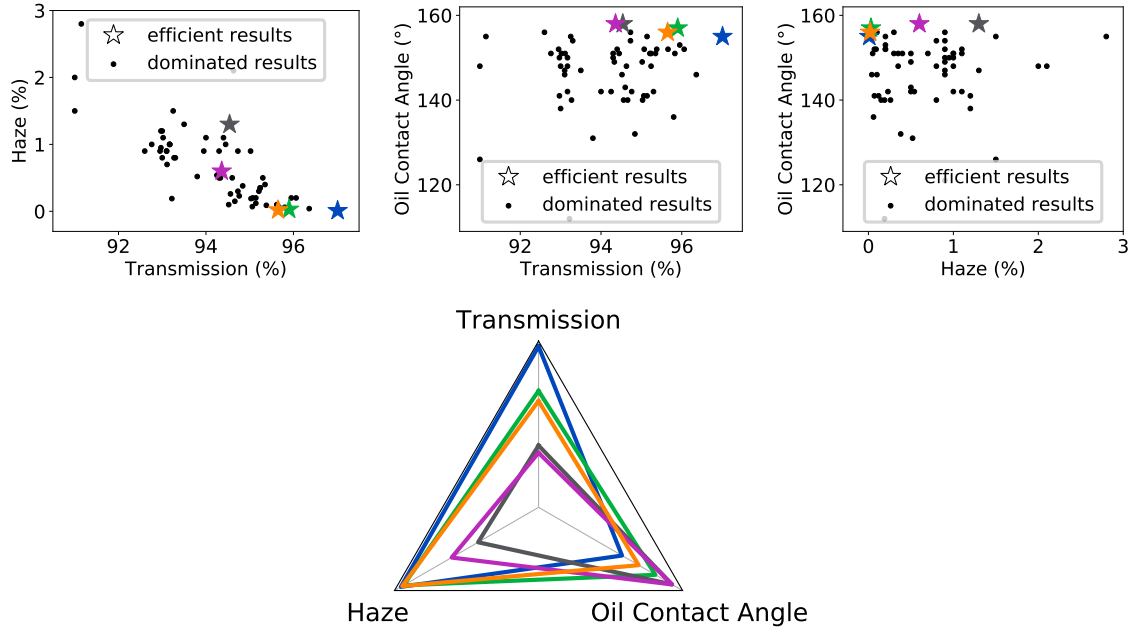 3
2
1
0
Haze (%)
efficient results
dominated results
92
94
96
Transmission (%)
160
140
120
Oil Contact Angle (°)
efficient results
dominated results
92
94
96
Transmission (%)
160
140
120
Oil Contact Angle (°)
efficient results
dominated results
0
1
2
3
Haze (%)
Transmission
Haze
Oil Contact Angle